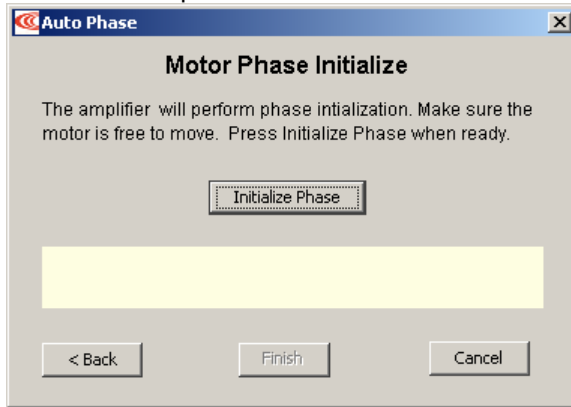 Auto Phase
Motor Phase Initialize
The amplifier will perform phase intialization. Make sure the
motor is free to move. Press Initialize Phase when ready.
Initialize Phase
< Back
Finish
Cancel